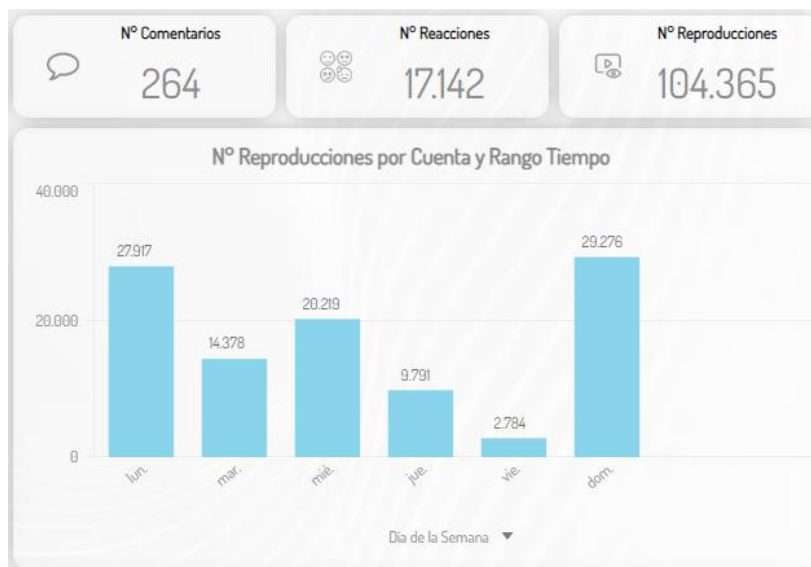 Nº Comentarios
264
Nº Reacciones
17.142
Nº Reproducciones
104.365
Nº Reproducciones por Cuenta y Rango Tiempo
40.000
20.000
0
27.917
14.378
20.219
9.791
2.784
29.276
lun.
mar.
mié.
jue.
vie.
dom.
Dia de la Semana